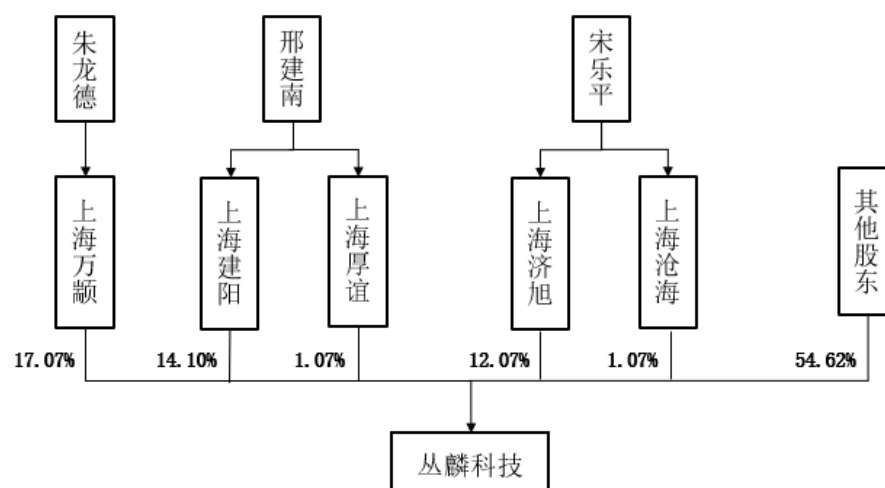 朱龙德
邢建南
宋乐平
上海万颛
上海建阳
上海厚谊
上海济旭
上海沧海
其他股东
17.07%
14.10%
1.07%
12.07%
1.07%
54.62%
丛麟科技